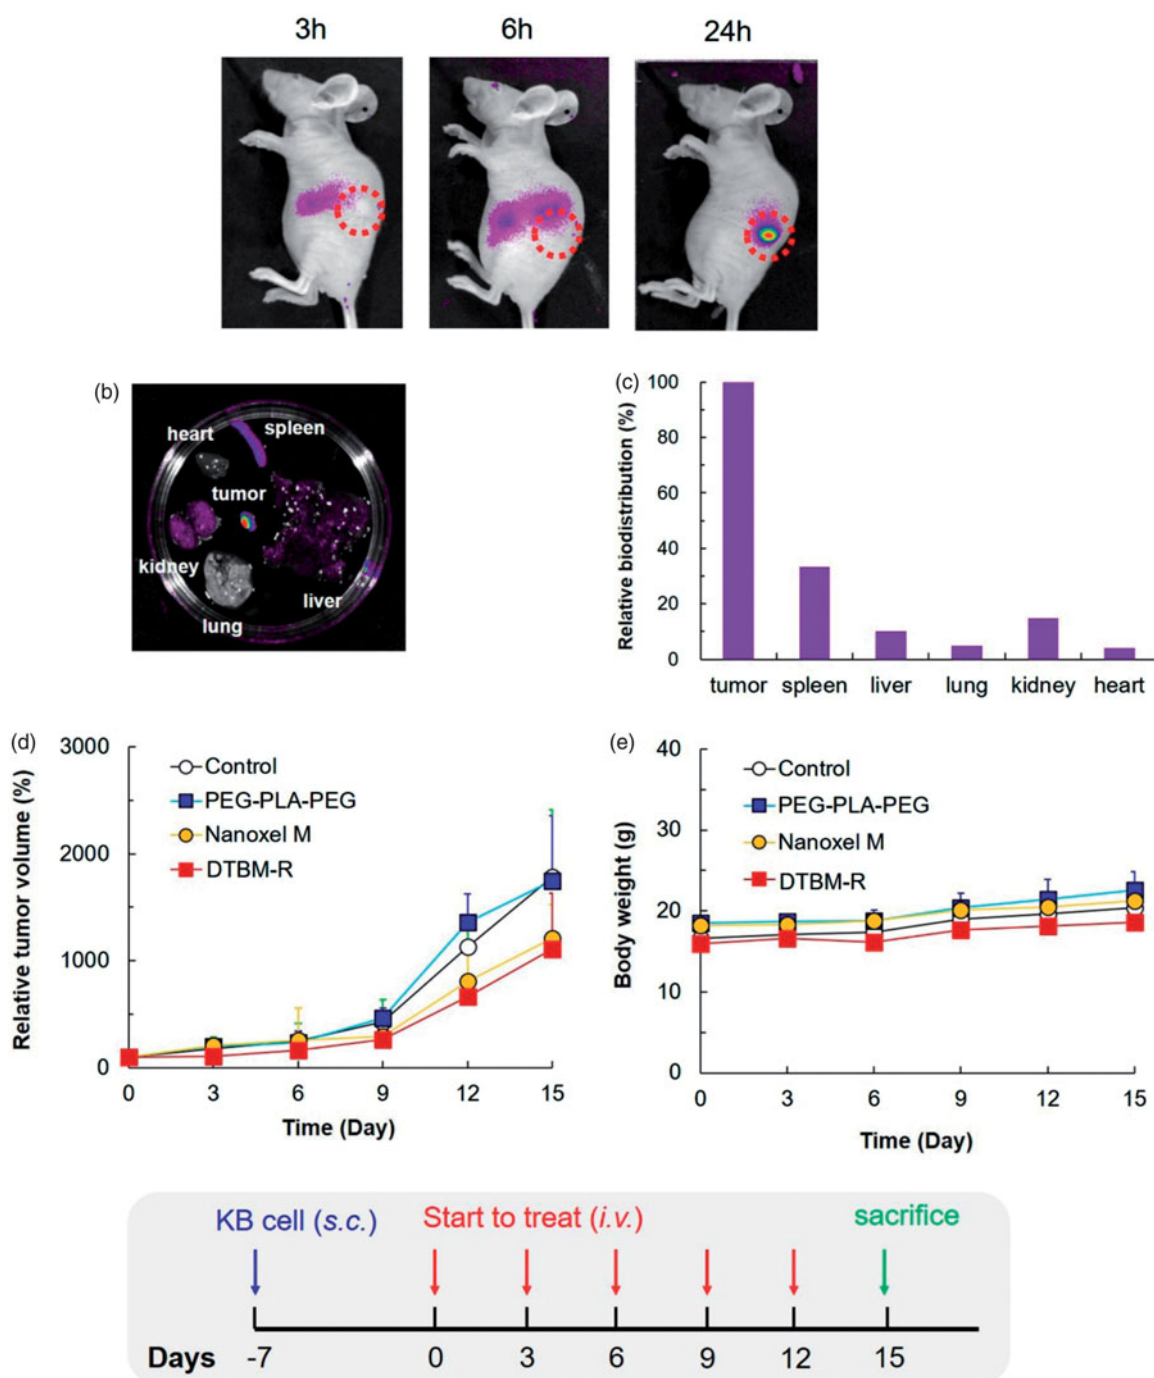 3h 6h 24h
(b)
heart
spleen
tumor
kidney
liver
lung
(c)
Relative biodistribution (%)
100
80
60
40
20
0
tumor spleen liver lung kidney heart
(d)
Relative tumor volume (%)
3000
2000
1000
0
Control
PEG-PLA-PEG
Nanoxel M
DTBM-R
0 3 6 9 12 15
Time (Day)
(e)
Body weight (g)
40
30
20
10
0
Control
PEG-PLA-PEG
Nanoxel M
DTBM-R
0 3 6 9 12 15
Time (Day)
KB cell (s.c.) Start to treat (i.v.) sacrifice
Days -7 0 3 6 9 12 15